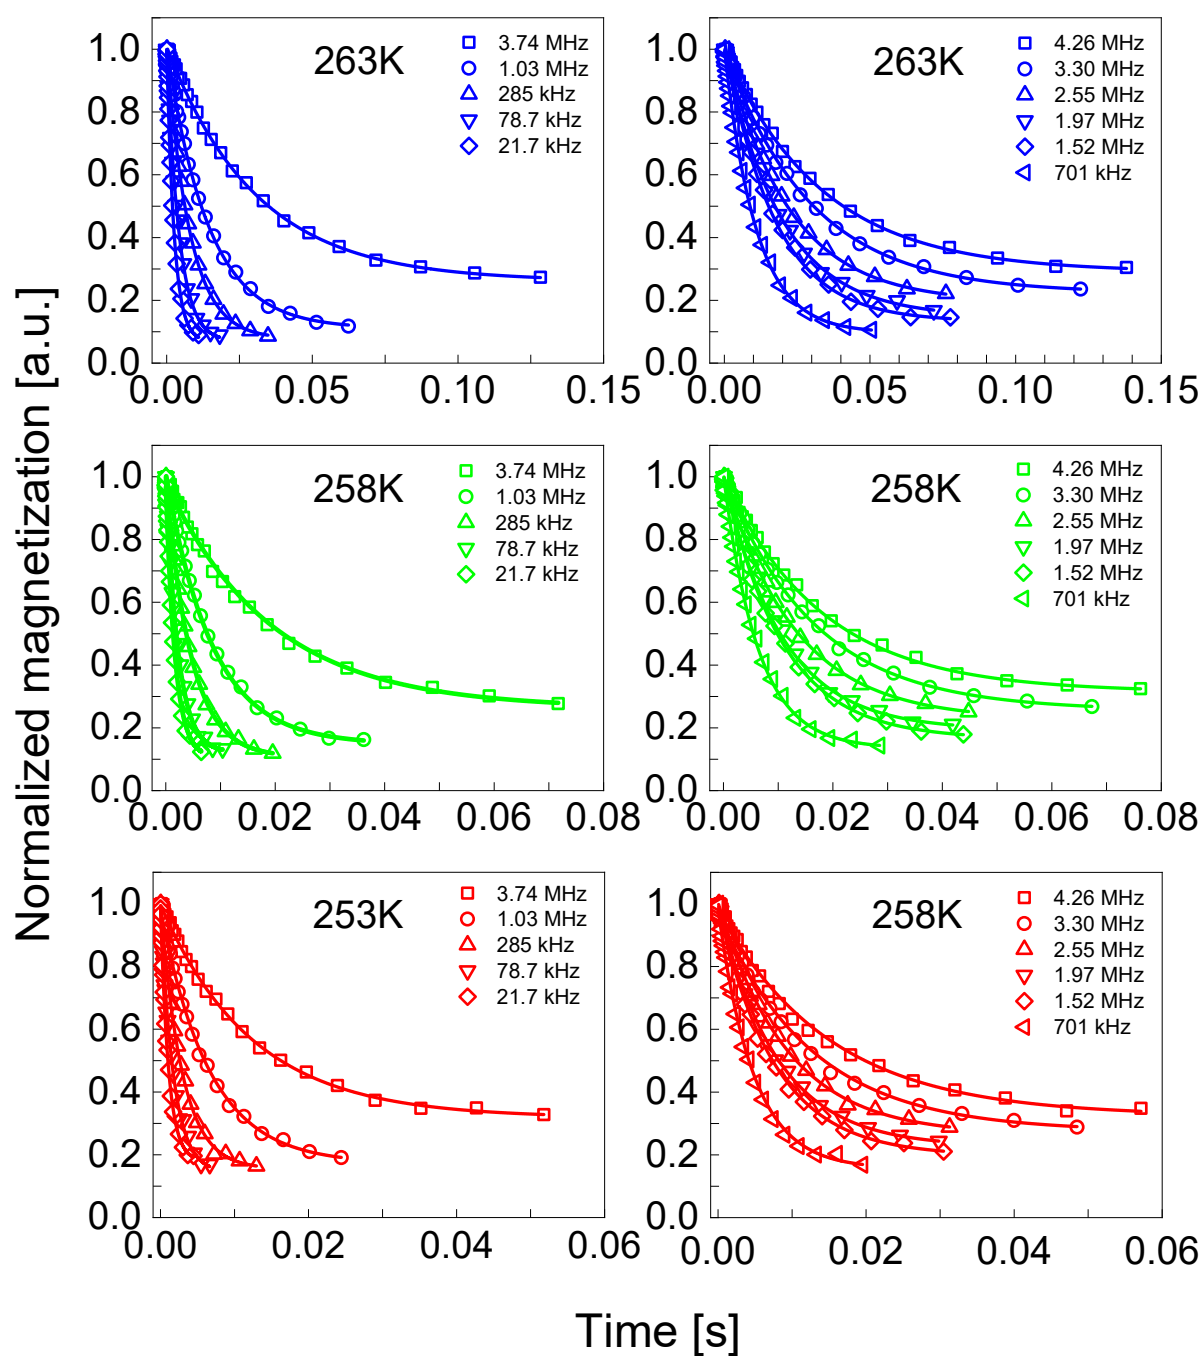 Normalized magnetization [a.u.]
263K
3.74 MHz
1.03 MHz
285 kHz
78.7 kHz
21.7 kHz
1.0
0.8
0.6
0.4
0.2
0.0
0.00 0.05 0.10 0.15
263K
4.26 MHz
3.30 MHz
2.55 MHz
1.97 MHz
1.52 MHz
701 kHz
1.0
0.8
0.6
0.4
0.2
0.0
0.00 0.05 0.10 0.15
258K
3.74 MHz
1.03 MHz
285 kHz
78.7 kHz
21.7 kHz
1.0
0.8
0.6
0.4
0.2
0.0
0.00 0.02 0.04 0.06 0.08
258K
4.26 MHz
3.30 MHz
2.55 MHz
1.97 MHz
1.52 MHz
701 kHz
1.0
0.8
0.6
0.4
0.2
0.0
0.00 0.02 0.04 0.06 0.08
253K
3.74 MHz
1.03 MHz
285 kHz
78.7 kHz
21.7 kHz
1.0
0.8
0.6
0.4
0.2
0.0
0.00 0.02 0.04 0.06
258K
4.26 MHz
3.30 MHz
2.55 MHz
1.97 MHz
1.52 MHz
701 kHz
1.0
0.8
0.6
0.4
0.2
0.0
0.00 0.02 0.04 0.06
Time [s]